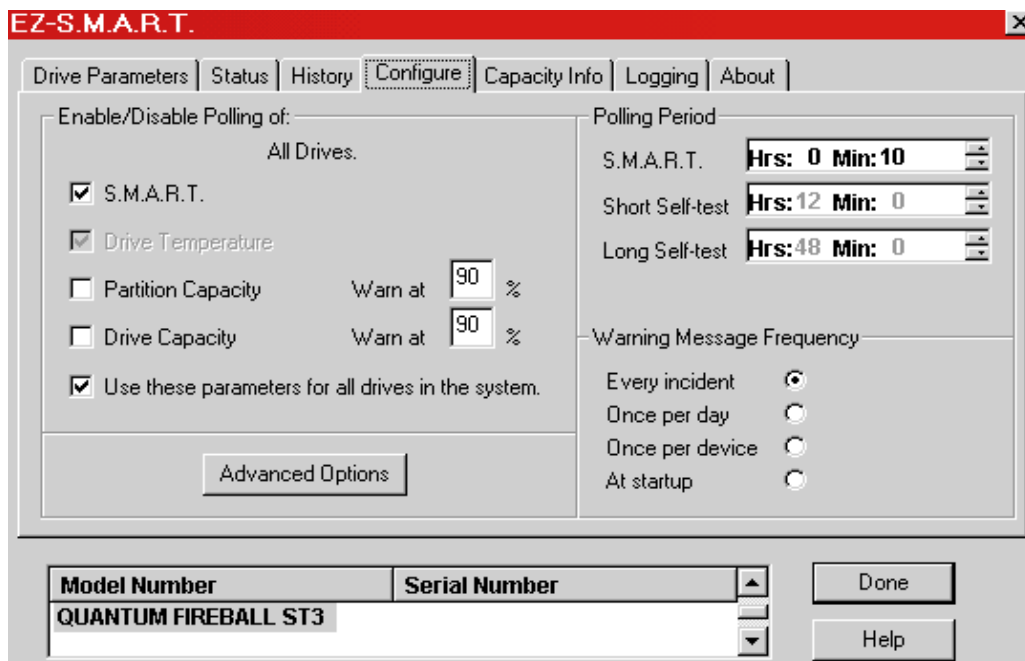 EZ-S.M.A.R.T.
Drive Parameters Status History Configure Capacity Info Logging About
Enable/Disable Polling of:
All Drives.
S.M.A.R.T.
Drive Temperature
Partition Capacity Warn at 90 %
Drive Capacity Warn at 90 %
Use these parameters for all drives in the system.
Advanced Options
Polling Period
S.M.A.R.T. Hrs: 0 Min: 10
Short Self-test Hrs: 12 Min: 0
Long Self-test Hrs: 48 Min: 0
Warning Message Frequency
Every incident
Once per day
Once per device
At startup
Model Number Serial Number
QUANTUM FIREBALL ST3
Done
Help